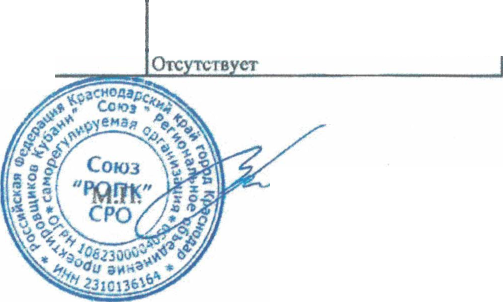 Отсутствует
Российская Федерация Краснодарский край город Краснодар
* ИНН 2310136164 *
Союз "Региональное объединение проектировщиков Кубани"
саморегулируемая организация
* ОГРН 1082300004090 *
Союз
"РОПК"
СРО
М.П.